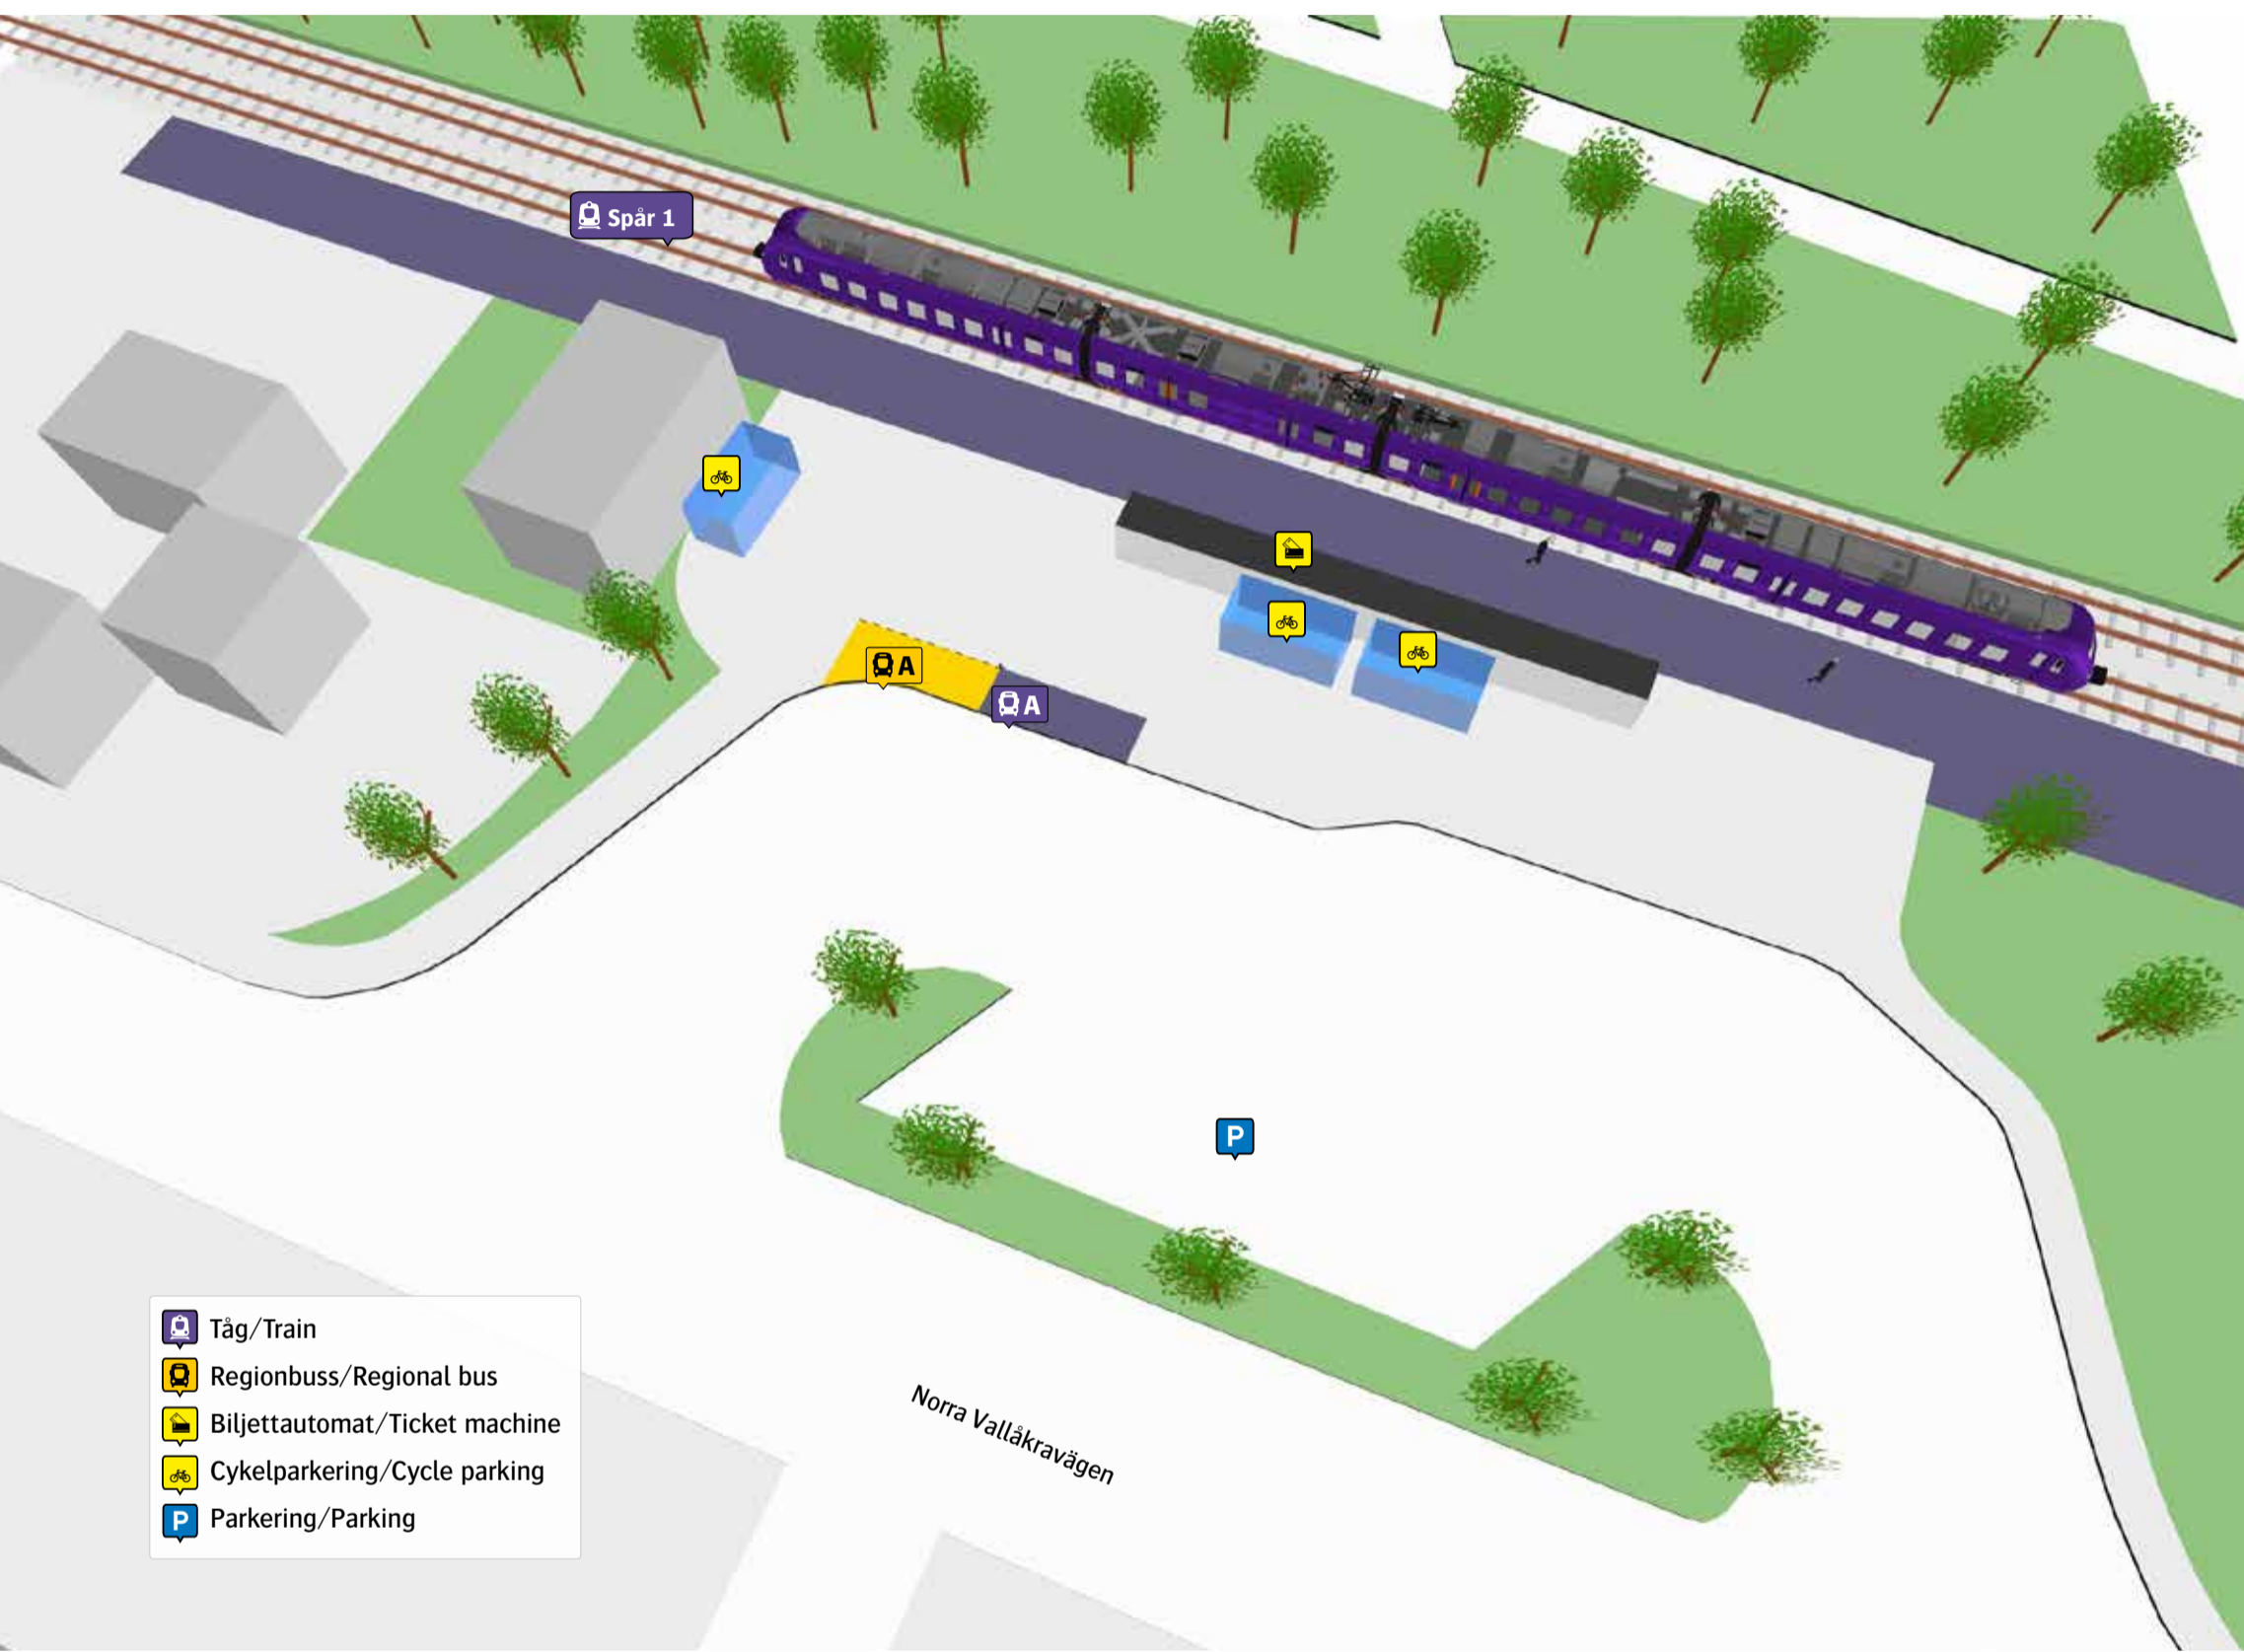 Spår 1
A
A
P
Norra Vallåkravägen
Tåg/Train
Regionbuss/Regional bus
Biljettautomat/Ticket machine
Cykelparkering/Cycle parking
P Parkering/Parking